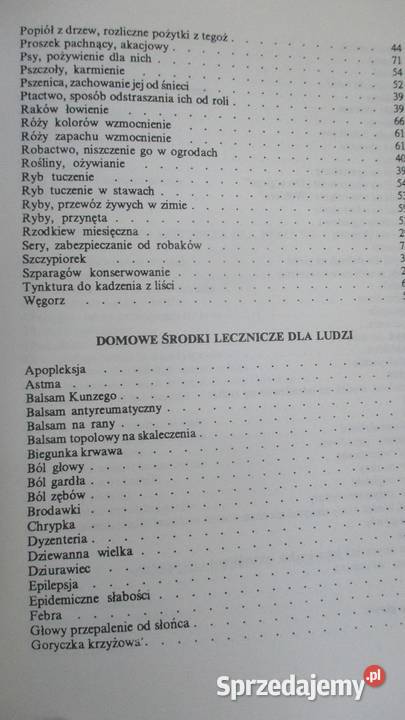 Popiół z drzew, rozliczne pożytki z tegoż
Proszek pachnący, akacjowy . . . . . 44
Psy, pożywienie dla nich . . . . . 71
Pszczoły, karmienie . . . . . 54
Pszenica, zachowanie jej od śnieci . . . . . 52
Ptactwo, sposób odstraszania ich od roli . . . . . 39
Raków łowienie . . . . . 39
Róży kolorów wzmocnienie . . . . . 66
Róży zapachu wzmocnienie . . . . . 61
Robactwo, niszczenie go w ogrodach . . . . . 61
Rośliny, ożywianie . . . . . 40
Ryb tuczenie . . . . . 39
Ryb tuczenie w stawach . . . . .
Ryby, przewóz żywych w zimie . . . . .
Ryby, przynęta . . . . .
Rzodkiew miesięczna . . . . .
Sery, zabezpieczanie od robaków . . . . .
Szczypiorek . . . . .
Szparagów konserwowanie . . . . .
Tynktura do kadzenia z liści . . . . .
Węgorz . . . . .
DOMOWE ŚRODKI LECZNICZE DLA LUDZI
Apopleksja . . . . .
Astma . . . . .
Balsam Kunzego . . . . .
Balsam antyreumatyczny . . . . .
Balsam na rany . . . . .
Balsam topolowy na skaleczenia . . . . .
Biegunka krwawa . . . . .
Ból głowy . . . . .
Ból gardła . . . . .
Ból zębów . . . . .
Brodawki . . . . .
Chrypka . . . . .
Dyzenteria . . . . .
Dziewanna wielka . . . . .
Dziurawiec . . . . .
Epilepsja . . . . .
Epidemiczne słabości . . . . .
Febra . . . . .
Głowy przepalenie od słońca . . . . .
Goryczka krzyżowa . . . . .
Sprzedajemy.pl